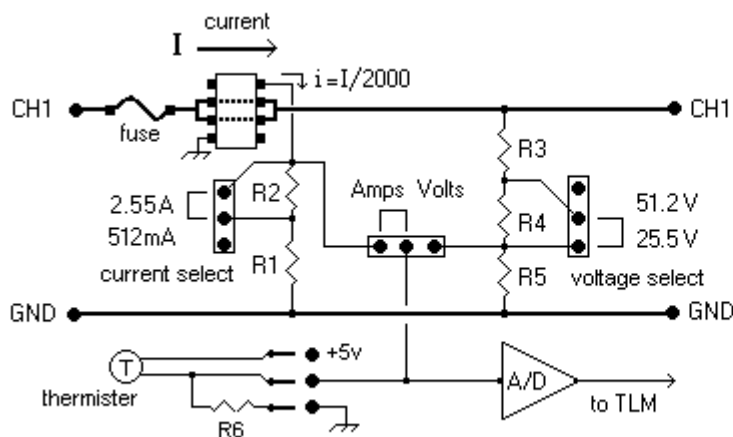 current
I
i=I/2000
CH1
CH1
fuse
R3
R2
Amps Volts
2.55A
51.2V
R4
512mA
25.5V
R1
R5
current select
voltage select
GND
GND
+5v
T
A/D
thermister
R6
to TLM